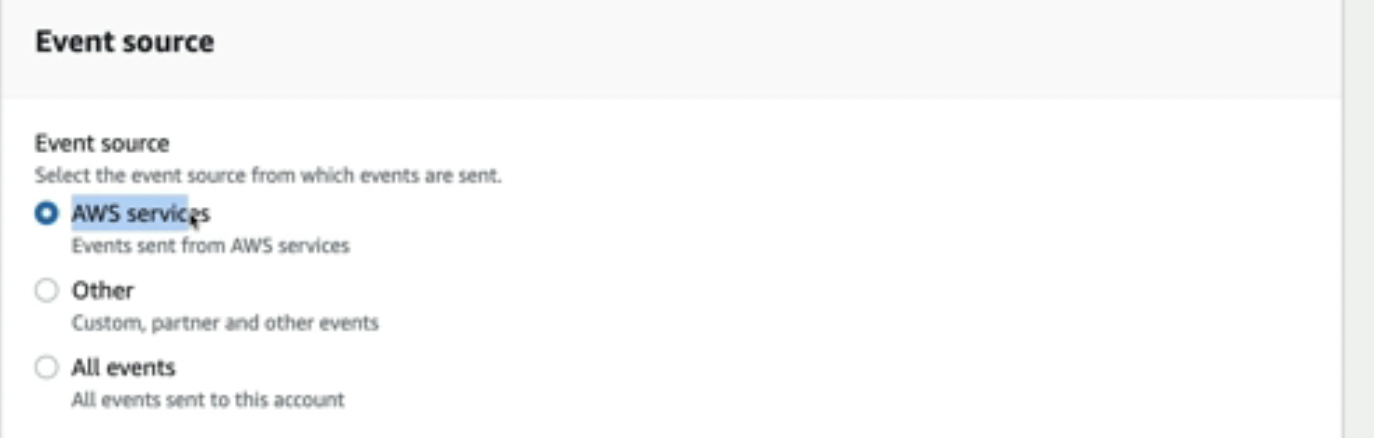 Event source
Event source
Select the event source from which events are sent.
AWS services
Events sent from AWS services
Other
Custom, partner and other events
All events
All events sent to this account